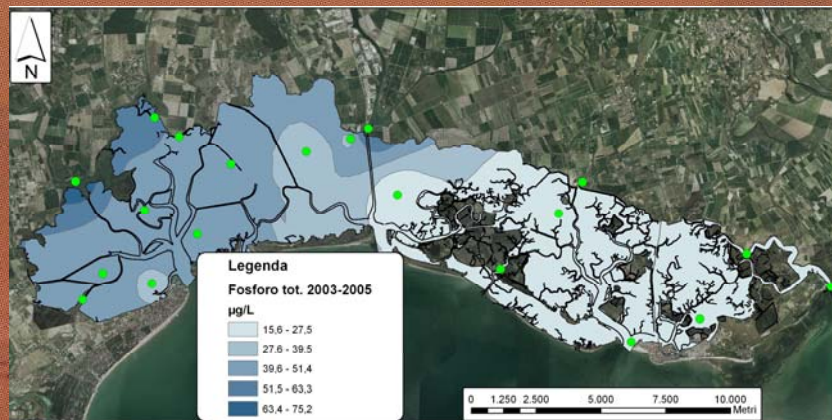 N
Legenda
Fosforo tot. 2003-2005
µg/L
15,6 - 27,5
27.6 - 39.5
39,6 - 51,4
51,5 - 63,3
63,4 - 75,2
0 1.250 2.500 5.000 7.500 10.000
Metri